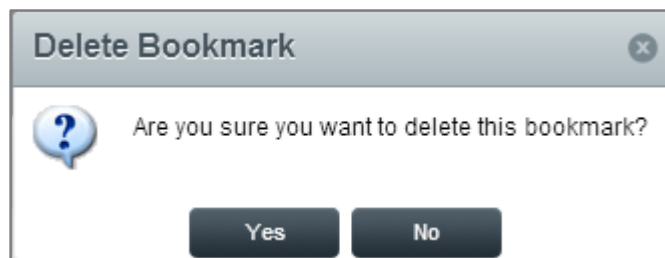 Delete Bookmark
Are you sure you want to delete this bookmark?
Yes No